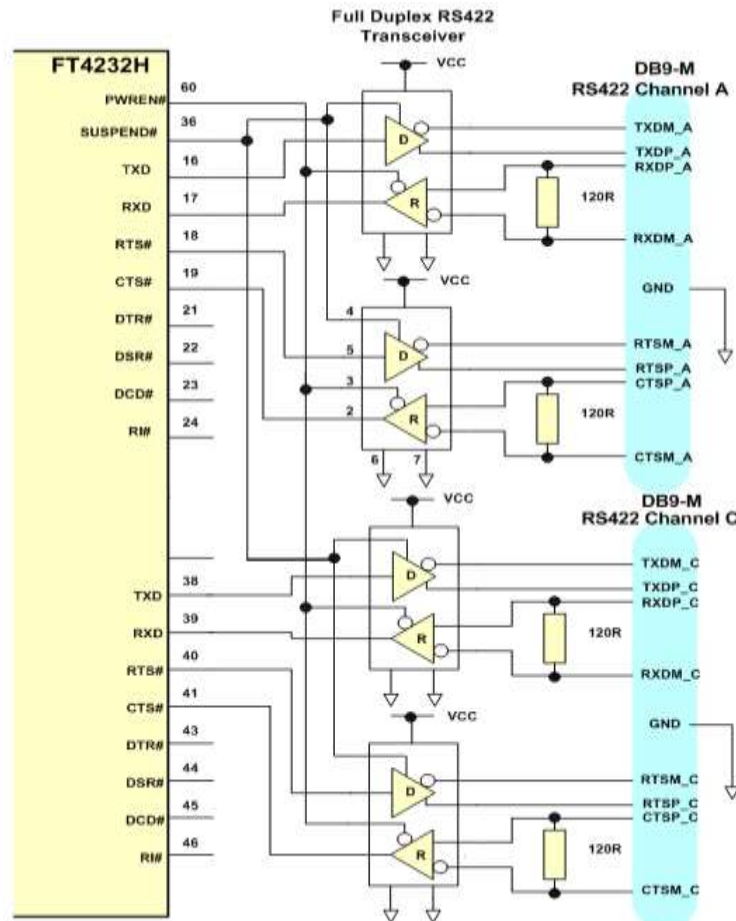 Full Duplex RS422
Transceiver
FT4232H
VCC
DB9-M
RS422 Channel A
60
PWREN#
36
SUSPEND#
D
TXDM_A
16
TXD
TXDP_A
RXDP_A
17
RXD
R
120R
18
RTS#
RXDM_A
19
CTS#
VCC
GND
21
DTR#
4
22
DSR#
5
D
RTSM_A
RTSP_A
23
DCD#
3
CTSP_A
24
RI#
2
R
120R
6
7
CTSM_A
VCC
DB9-M
RS422 Channel C
38
TXD
D
TXDM_C
TXDP_C
39
RXD
RXDP_C
R
120R
40
RTS#
RXDM_C
41
CTS#
VCC
GND
43
DTR#
44
DSR#
D
RTSM_C
RTSP_C
45
DCD#
CTSP_C
46
RI#
R
120R
CTSM_C